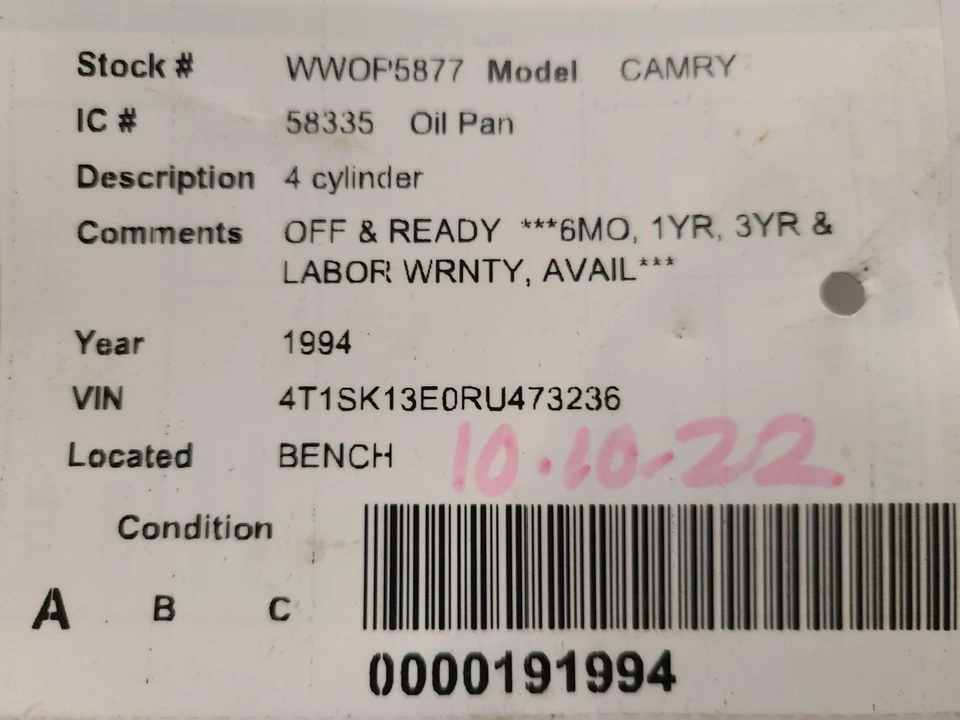 Stock # WWOP5877 Model CAMRY
IC # 58335 Oil Pan
Description 4 cylinder
Comments OFF & READY ***6MO, 1YR, 3YR &
LABOR WRNTY, AVAIL***
Year 1994
VIN 4T1SK13E0RU473236
Located BENCH 10.10-22.
Condition
A B C
0000191994